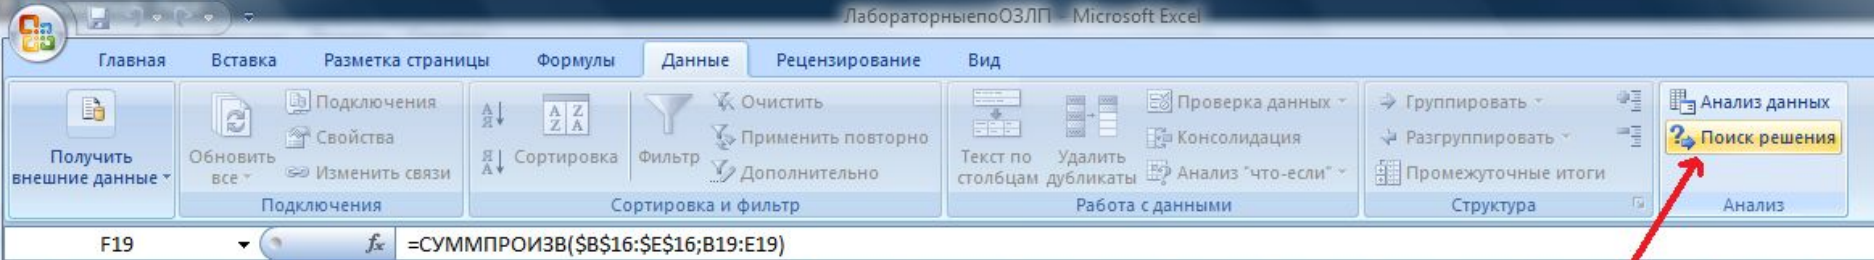 ЛабораторныепоОЗЛП - Microsoft Excel
Главная Вставка Разметка страницы Формулы Данные Рецензирование Вид
Получить внешние данные
Обновить все
Подключения
Свойства
Изменить связи
Подключения
А Я
Я А
А Я
Z A
Сортировка
Фильтр
Очистить
Применить повторно
Дополнительно
Сортировка и фильтр
Текст по столбцам
Удалить дубликаты
Проверка данных
Консолидация
Анализ "что-если"
Работа с данными
Группировать
Разгруппировать
Промежуточные итоги
Структура
Анализ данных
Поиск решения
Анализ
F19 fx =СУММПРОИЗВ($B$16:$E$16;B19:E19)